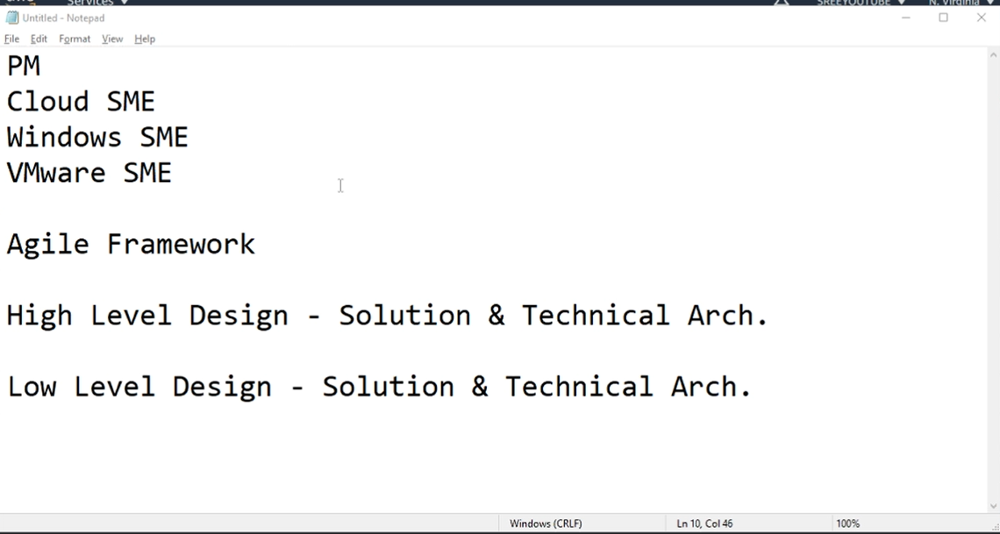 Services
SREEYOUTUBE
N. Virginia
Untitled - Notepad
File Edit Format View Help
PM
Cloud SME
Windows SME
VMware SME
Agile Framework
High Level Design - Solution & Technical Arch.
Low Level Design - Solution & Technical Arch.
Windows (CRLF)
Ln 10, Col 46
100%